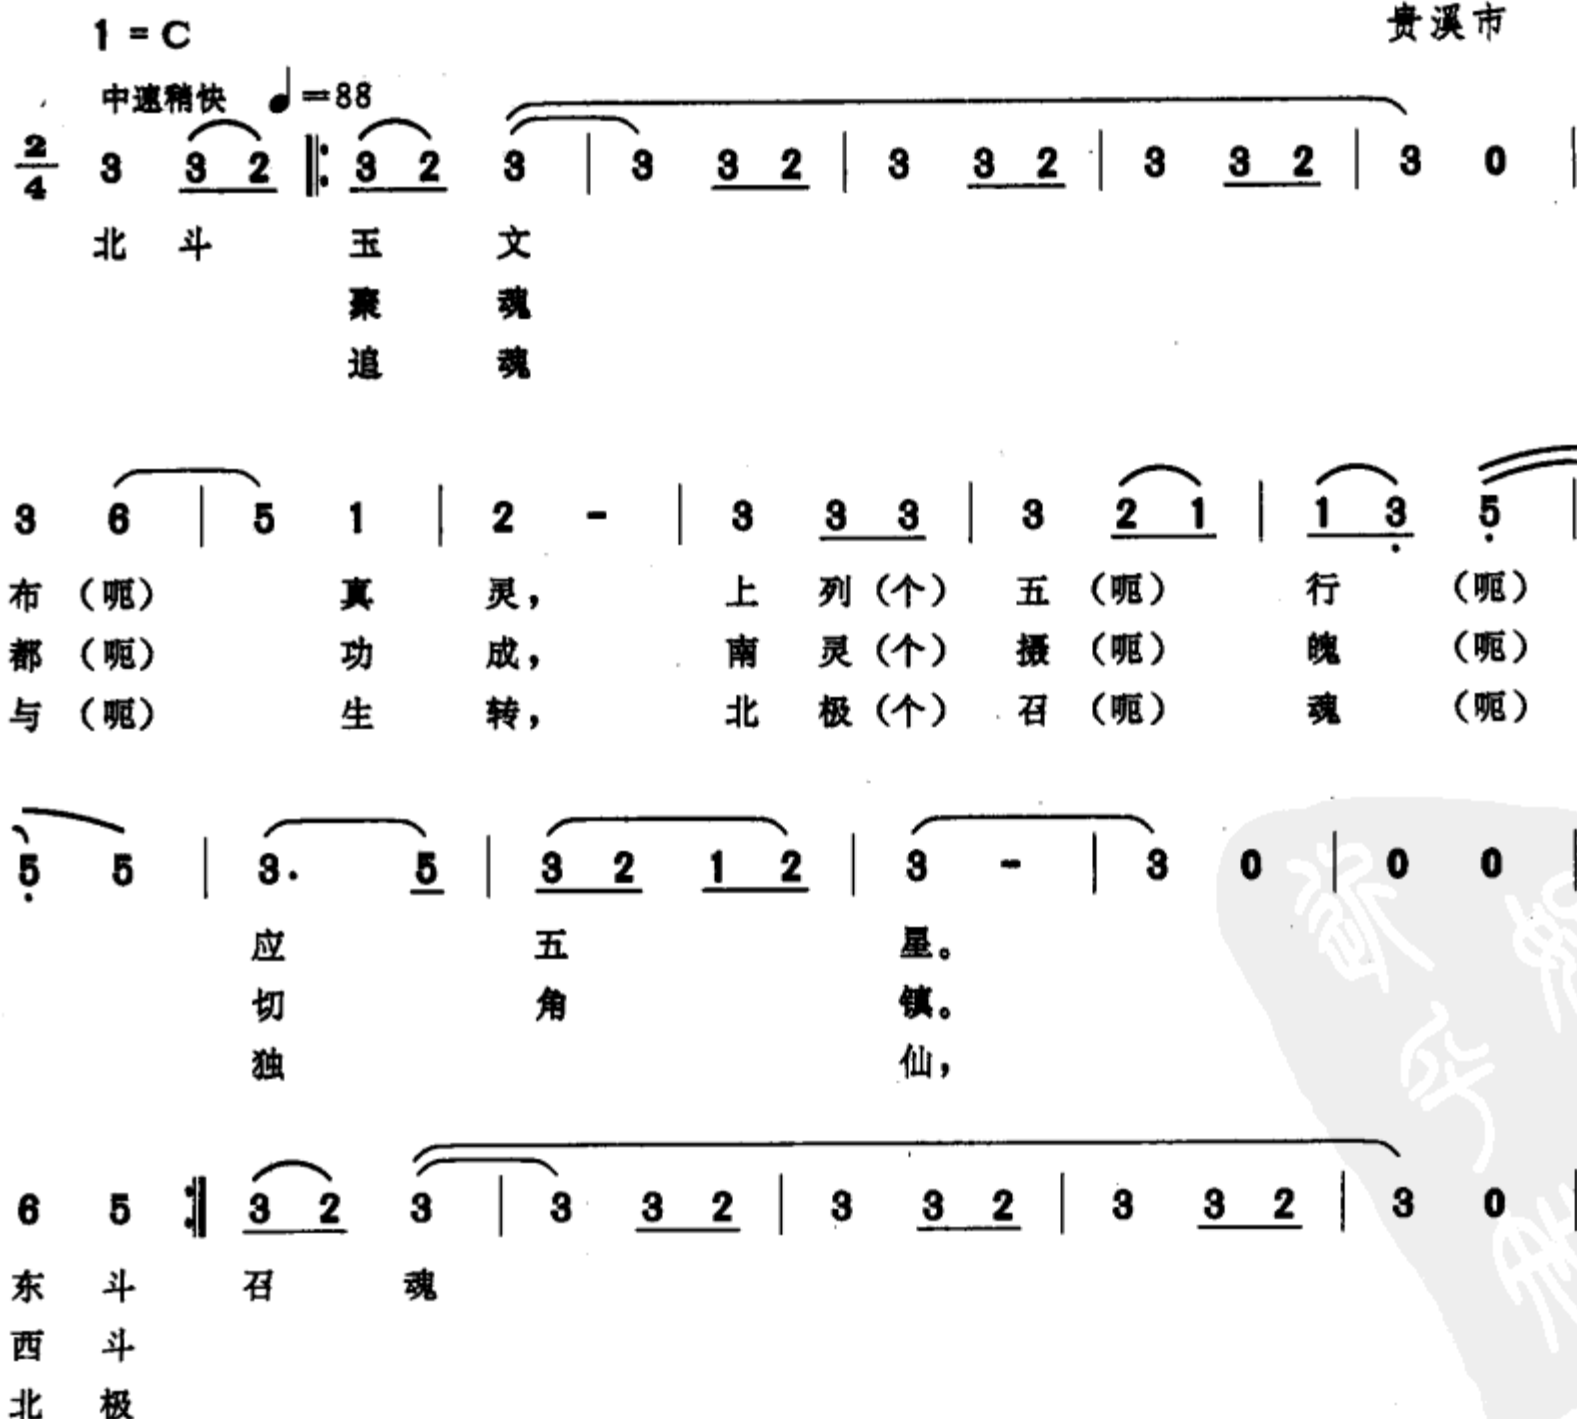 1 = C
贵溪市
中速稍快 ♩=88
2/4 3 3 2 ‖: 3 2 3 | 3 3 2 | 3 3 2 | 3 3 2 | 3 0 |
北 斗 玉 文
聚 魂
追 魂
3 6 | 5 1 | 2 - | 3 3 3 | 3 2 1 | 1 3 5 |
布（呃） 真 灵， 上 列（个） 五（呃） 行 （呃）
都（呃） 功 成， 南 灵（个） 摄（呃） 魄 （呃）
与（呃） 生 转， 北 极（个） 召（呃） 魂 （呃）
5 5 | 3. 5 | 3 2 1 2 | 3 - | 3 0 | 0 0 |
应 五 星。
切 角 镇。
独 仙，
6 5 :‖ 3 2 3 | 3 3 2 | 3 3 2 | 3 3 2 | 3 0 |
东 斗 召 魂
西 斗
北 极